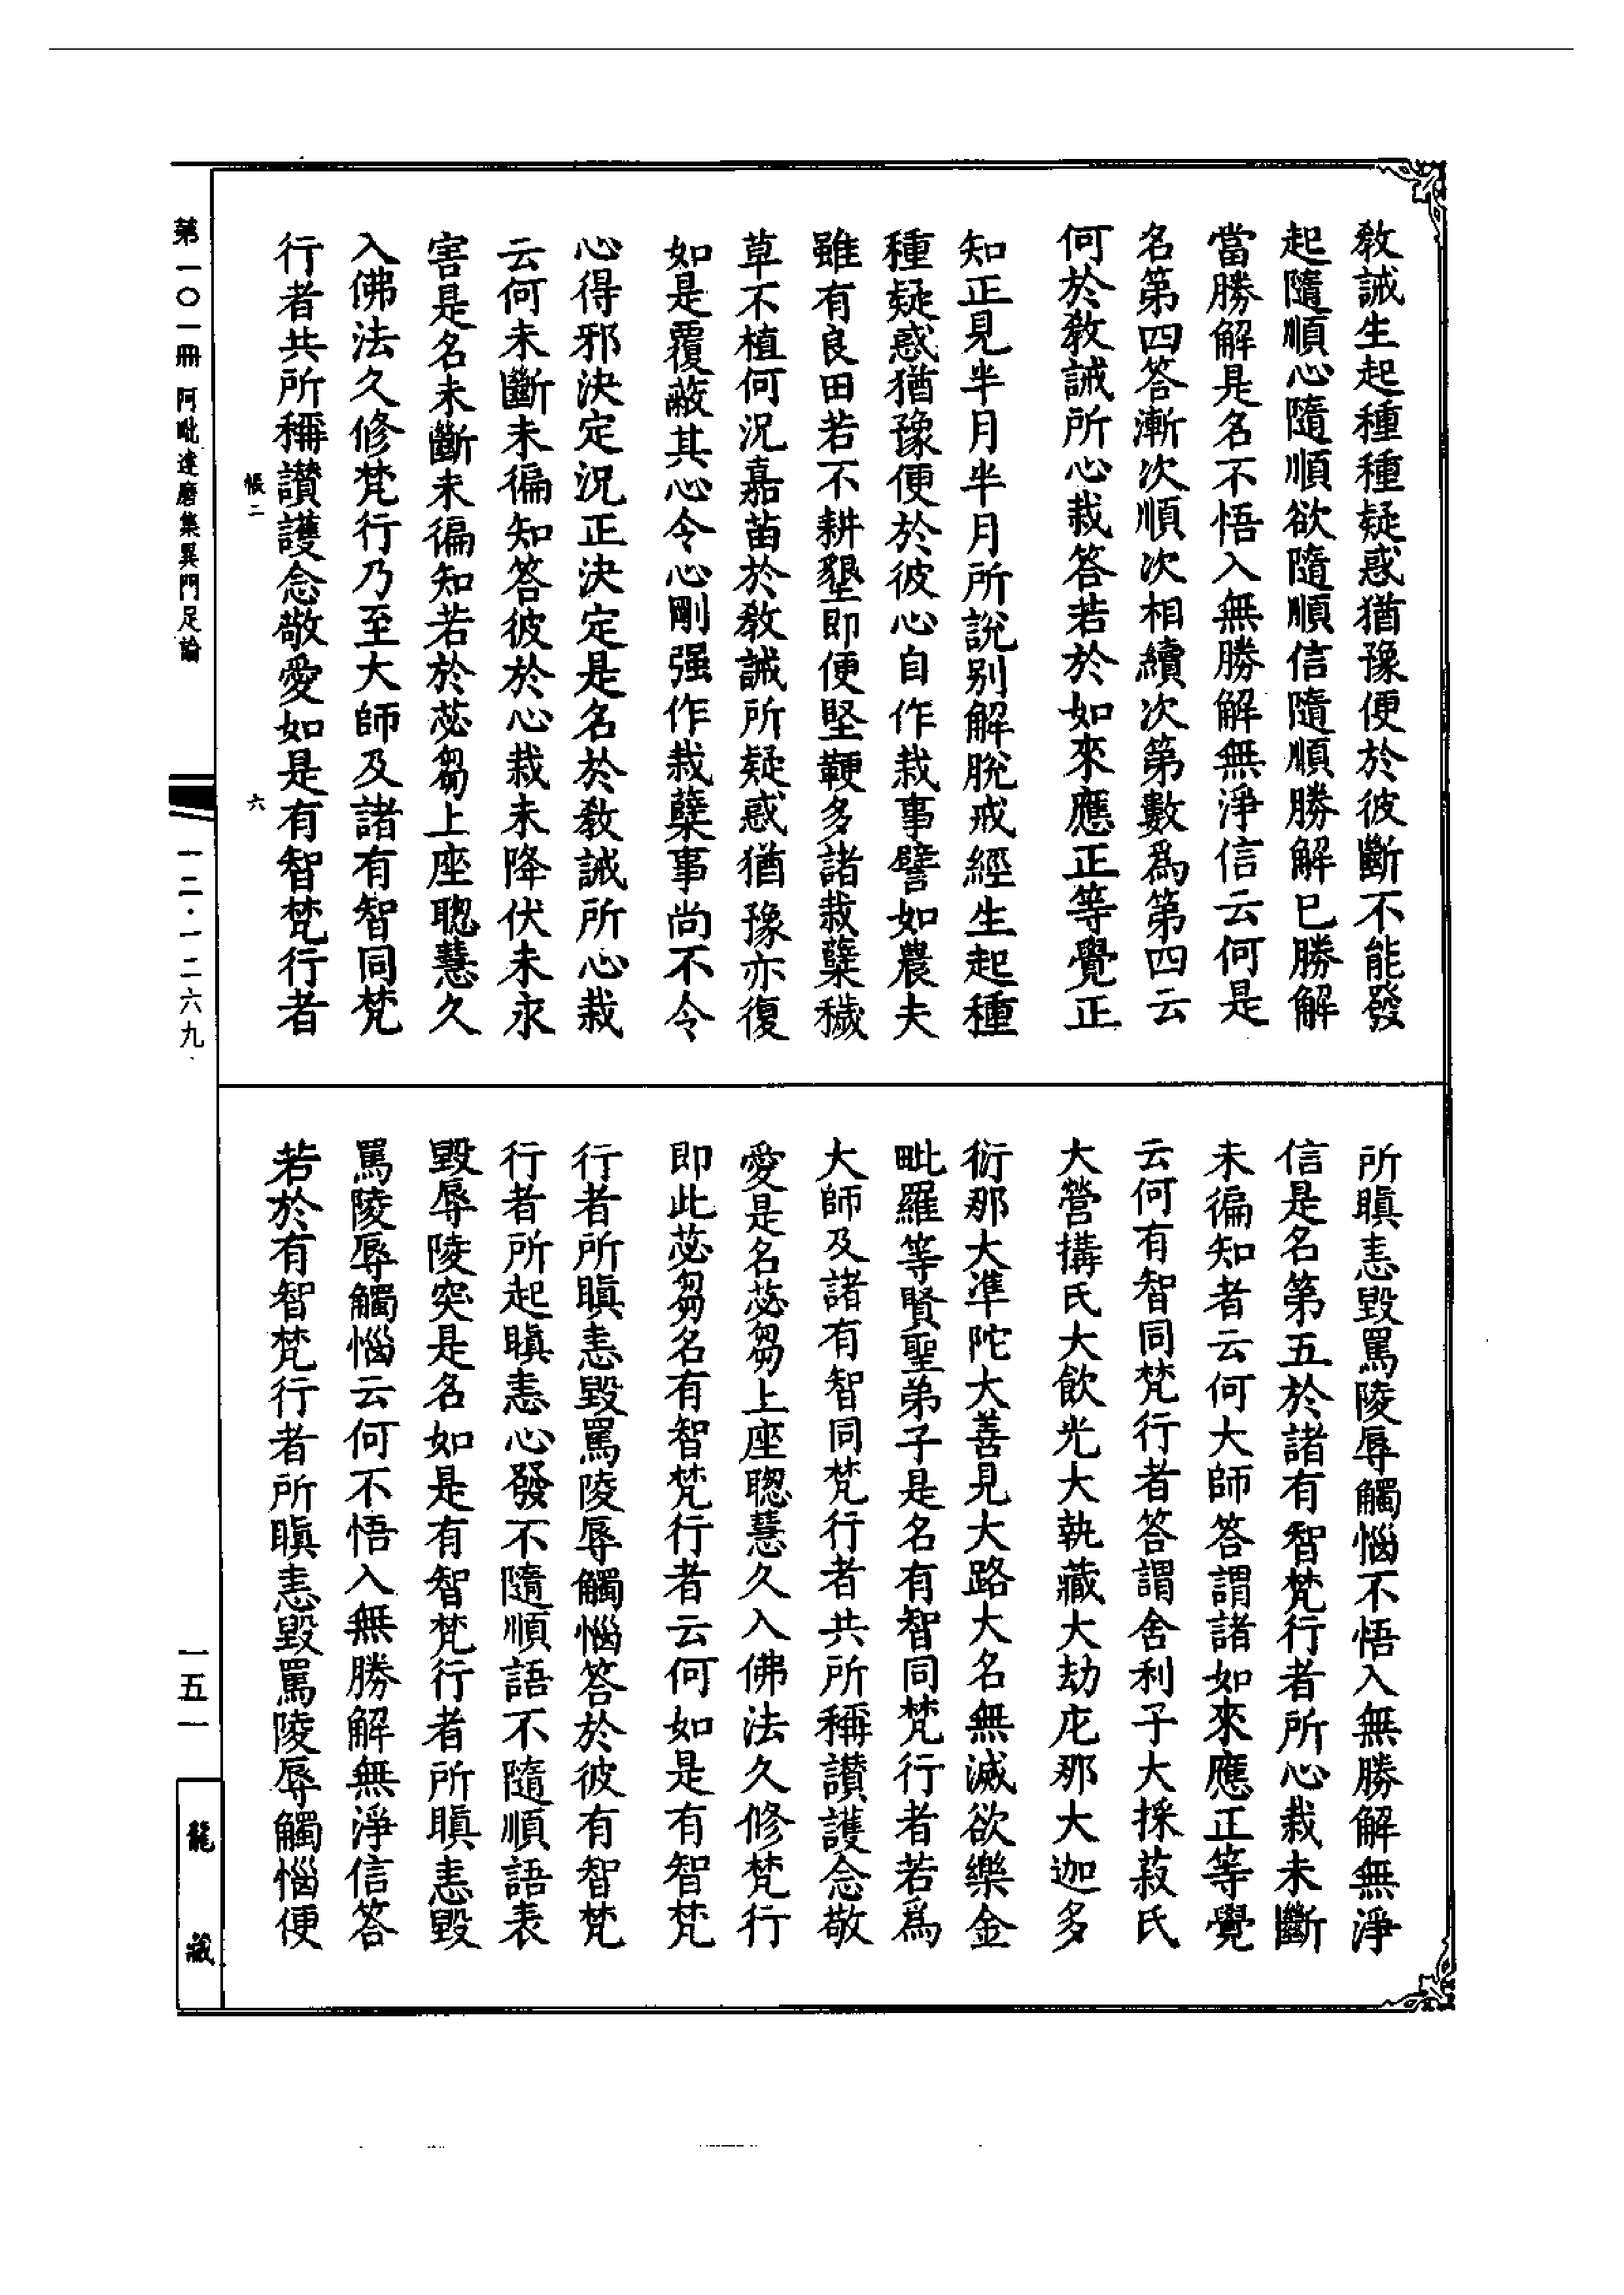 教誡生起種種疑惑猶豫便於彼斷不能發
起隨順心隨順欲隨順信隨順勝解已勝解
當勝解是名不悟入無勝解無淨信云何是
名第四答漸次順次相續次第數為第四云
何於教誡所心栽答若於如來應正等覺正
知正見半月半月所說别解脫戒經生起種
種疑惑猶豫便於彼心自作栽事譬如農夫
雖有良田若不耕墾即便堅鞕多諸栽蘖穢
草不植何況嘉苗於教誡所疑惑猶豫亦復
如是覆蔽其心令心剛强作栽蘖事尚不令
心得邪決定況正決定是名於教誡所心栽
云何未斷未徧知答彼於心栽未降伏未永
害是名未斷未徧知若於苾芻上座聰慧久
入佛法久修梵行乃至大師及諸有智同梵
行者共所稱讃護念敬愛如是有智梵行者
所瞋恚毀罵陵辱觸惱不悟入無勝解無淨
信是名第五於諸有智梵行者所心栽未斷
未徧知者云何大師答謂諸如來應正等覺
云何有智同梵行者答謂舍利子大採菽氏
大營搆氏大飲光大執藏大劫庀那大迦多
衍那大凖陀大善見大路大名無滅欲樂金
毗羅等賢聖弟子是名有智同梵行者若為
大師及諸有智同梵行者共所稱讃護念敬
愛是名苾芻上座聰慧久入佛法久修梵行
即此苾芻名有智梵行者云何如是有智梵
行者所瞋恚毀罵陵辱觸惱答於彼有智梵
行者所起瞋恚心發不隨順語不隨順語表
毀辱陵突是名如是有智梵行者所瞋恚毀
罵陵辱觸惱云何不悟入無勝解無淨信答
若於有智梵行者所瞋恚毀罵陵辱觸惱便
帳二 六
第一〇一冊 阿毗達磨集異門足論
一二·一二六九
一五一
龍藏